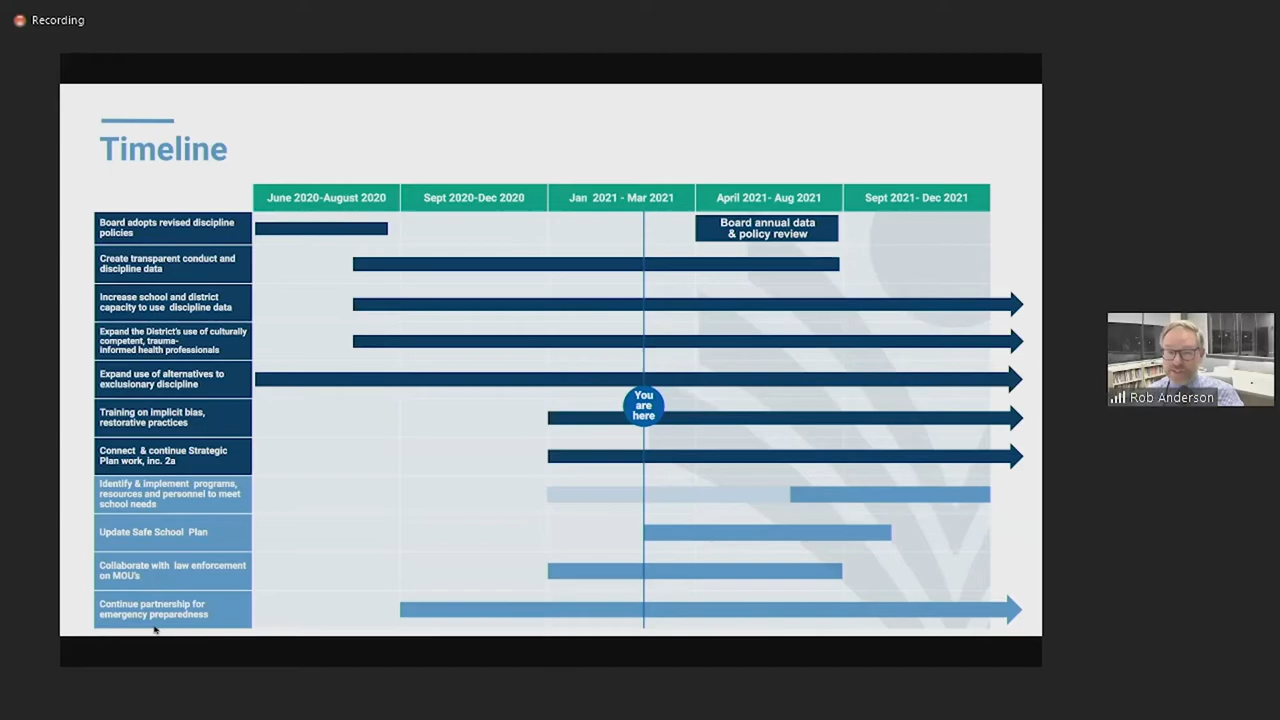 Recording
Timeline
June 2020-August 2020
Sept 2020-Dec 2020
Jan 2021 - Mar 2021
April 2021- Aug 2021
Sept 2021- Dec 2021
Board adopts revised discipline
policies
Board annual data
& policy review
Create transparent conduct and
discipline data
Increase school and district
capacity to use discipline data
Expand the District's use of culturally
competent, trauma-
informed health professionals
Expand use of alternatives to
exclusionary discipline
You
are
here
Training on implicit bias,
restorative practices
Connect & continue Strategic
Plan work, inc. 2a
Identify & implement programs,
resources and personnel to meet
school needs
Update Safe School Plan
Collaborate with law enforcement
on MOU's
Continue partnership for
emergency preparedness
Rob Anderson